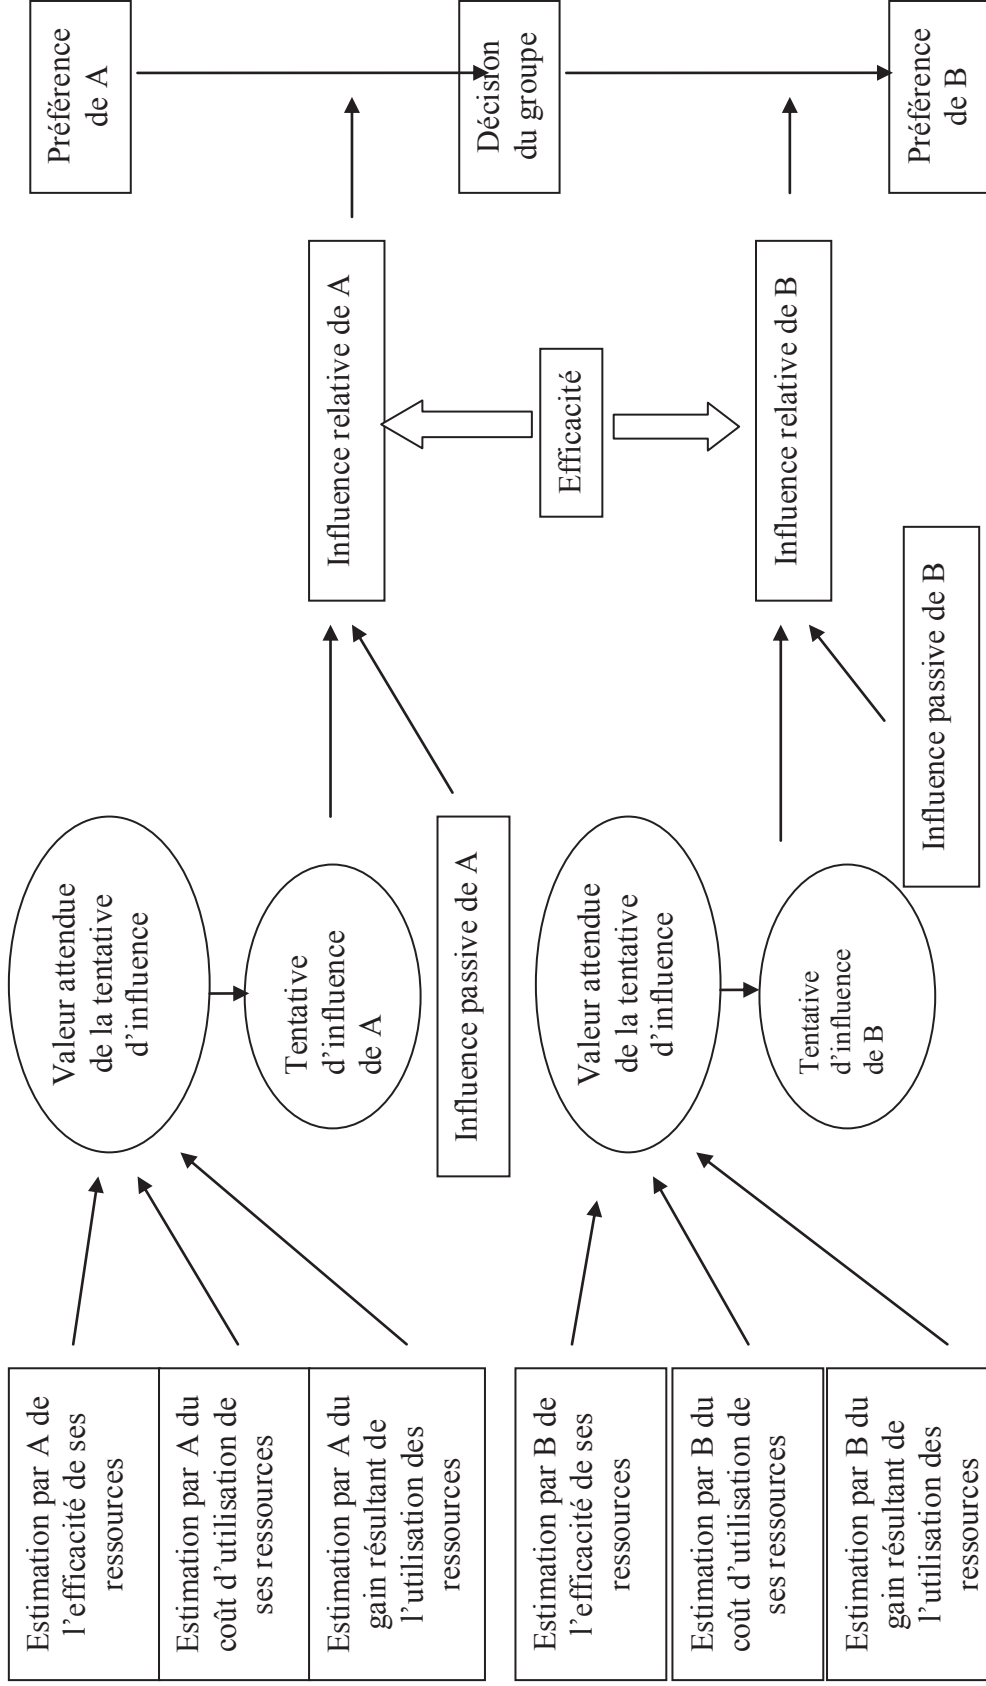 Estimation par A de
l’efficacité de ses
ressources
Estimation par A du
coût d’utilisation de
ses ressources
Estimation par A du
gain résultant de
l’utilisation des
ressources
Estimation par B de
l’efficacité de ses
ressources
Estimation par B du
coût d’utilisation de
ses ressources
Estimation par B du
gain résultant de
l’utilisation des
ressources
Valeur attendue
de la tentative
d’influence
Tentative
d’influence
de A
Influence passive de A
Valeur attendue
de la tentative
d’influence
Tentative
d’influence
de B
Influence passive de B
Influence relative de A
Efficacité
Influence relative de B
Préférence
de A
Décision
du groupe
Préférence
de B